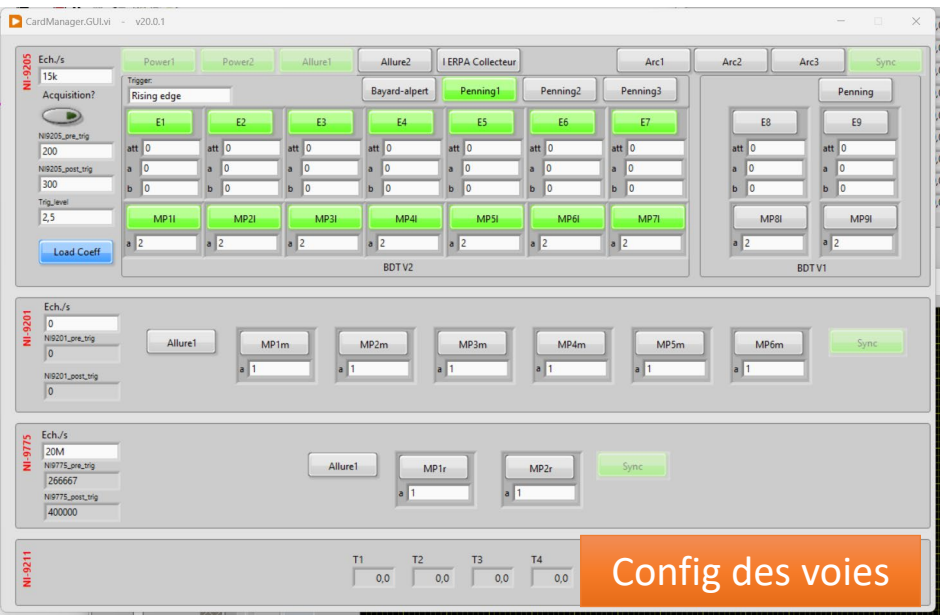 CardManager.GUI.vi - v20.0.1
NI-9205
Ech./s
15k
Acquisition?
NI9205_pre_trig
200
NI9205_post_trig
300
Trig_level
2,5
Load Coeff
Power1 Power2 Allure1 Allure2 I ERPA Collecteur Arc1 Arc2 Arc3 Sync
Trigger:
Rising edge
Bayard-alpert Penning1 Penning2 Penning3 Penning
E1 E2 E3 E4 E5 E6 E7 E8 E9
att 0 att 0 att 0 att 0 att 0 att 0 att 0 att 0 att 0
a 0 a 0 a 0 a 0 a 0 a 0 a 0 a 0 a 0
b 0 b 0 b 0 b 0 b 0 b 0 b 0 b 0 b 0
MP1I MP2I MP3I MP4I MP5I MP6I MP7I MP8I MP9I
a 2 a 2 a 2 a 2 a 2 a 2 a 2 a 2 a 2
BDT V2 BDT V1
NI-9201
Ech./s
0
NI9201_pre_trig
0
NI9201_post_trig
0
Allure1 MP1m MP2m MP3m MP4m MP5m MP6m Sync
a 1 a 1 a 1 a 1 a 1 a 1
NI-9775
Ech./s
20M
NI9775_pre_trig
266667
NI9775_post_trig
400000
Allure1 MP1r MP2r Sync
a 1 a 1
NI-9211
T1 T2 T3 T4
0,0 0,0 0,0 0,0
Config des voies